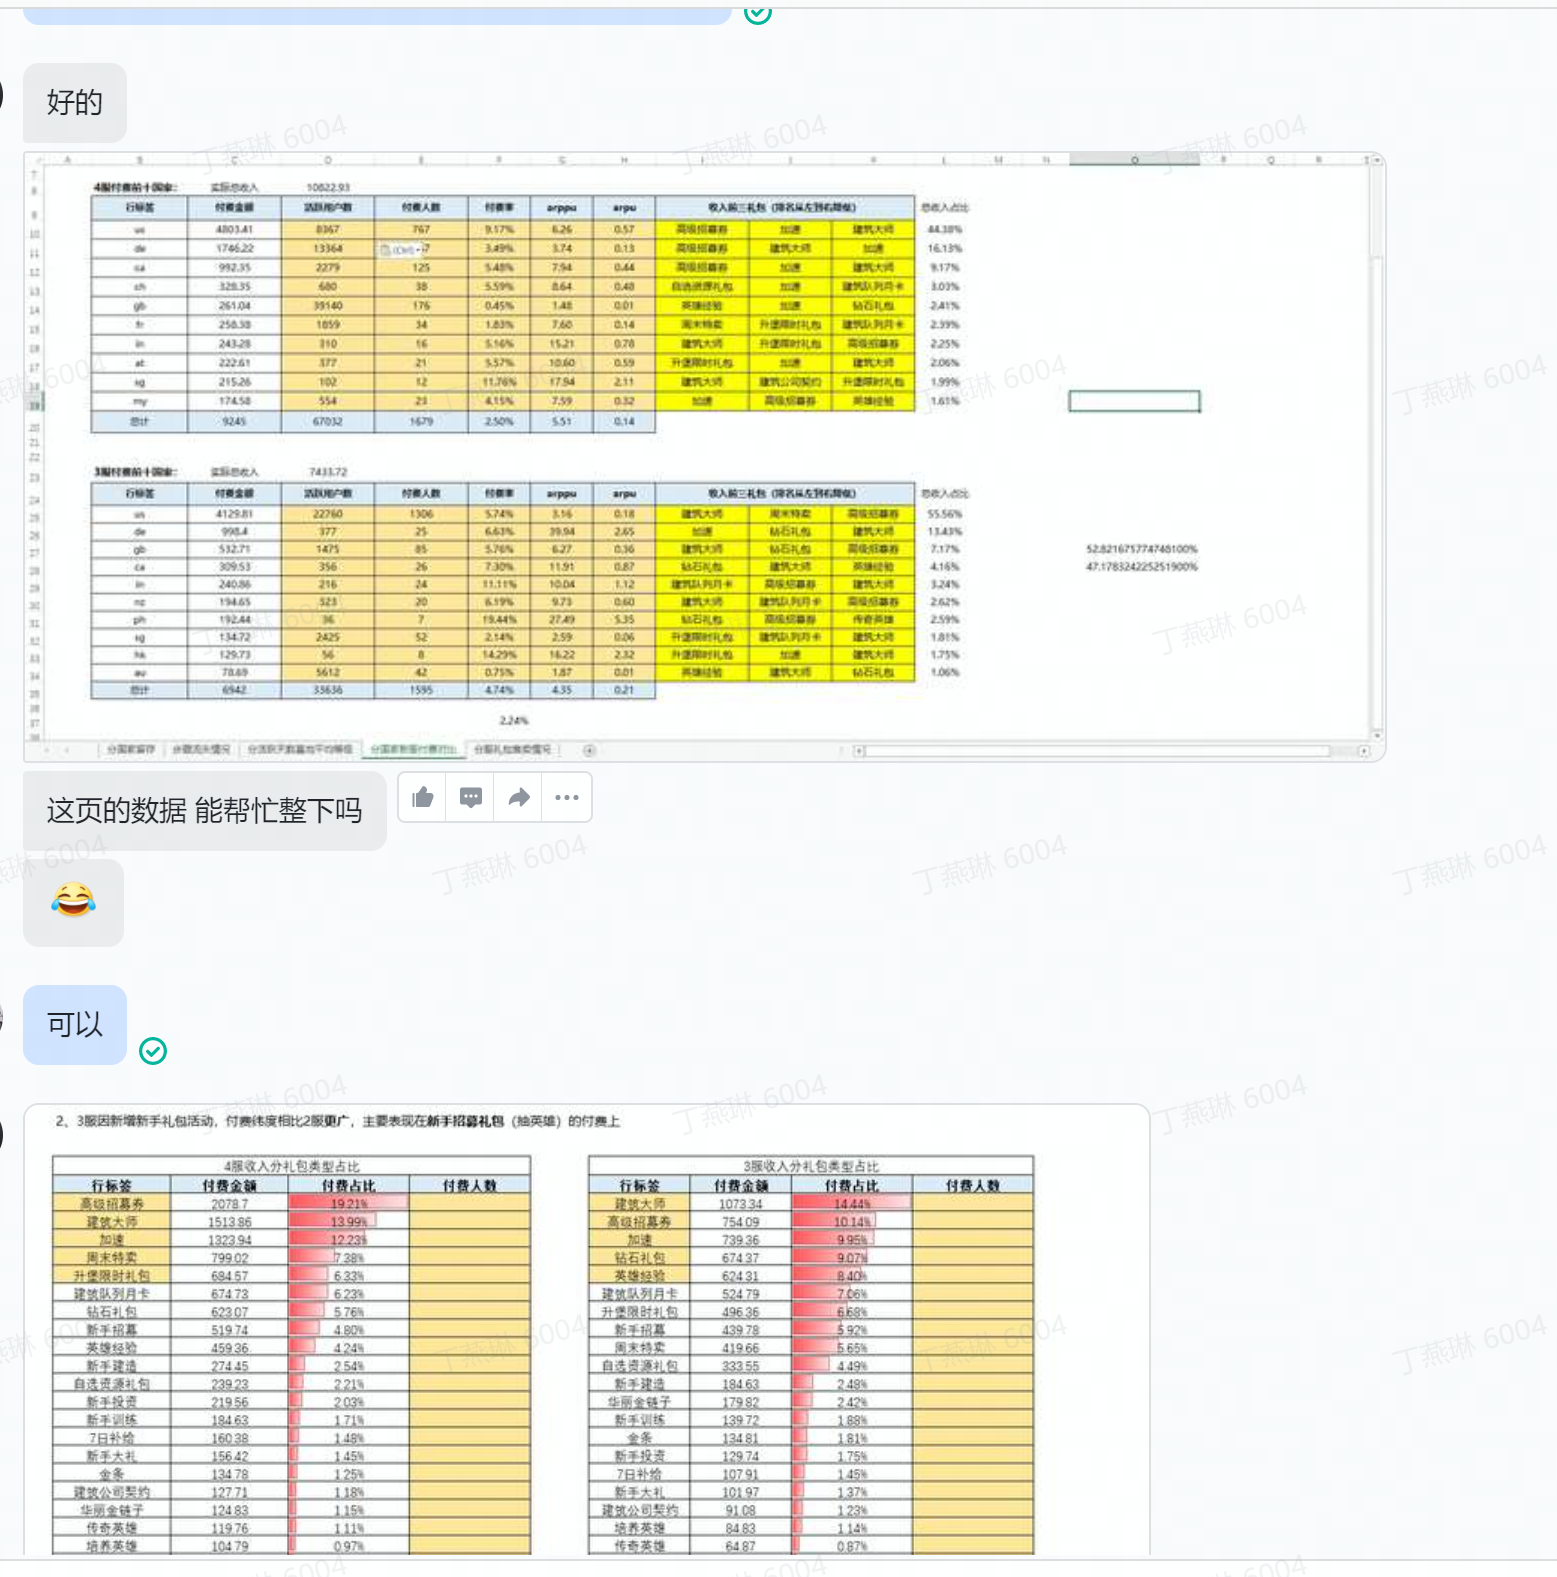 好的
4服付费前十国家： 实际总收入 10822.93
行标签 付费金额 活跃用户数 付费人数 付费率 arppu arpu 收入前三礼包（排名从左到右降低） 总收入占比
us 4803.41 8367 767 9.17% 6.26 0.57 高级招募券 加速 建筑大师 44.38%
de 1746.22 13364 3.49% 3.74 0.13 高级招募券 建筑大师 加速 16.13%
ca 992.35 2279 125 5.48% 7.94 0.44 高级招募券 加速 建筑大师 9.17%
ch 328.35 680 38 5.59% 8.64 0.48 自选资源礼包 加速 建筑队列月卡 3.03%
gb 261.04 39140 176 0.45% 1.48 0.01 英雄经验 加速 钻石礼包 2.41%
fr 258.38 1859 34 1.83% 7.60 0.14 周末特卖 升堡限时礼包 建筑队列月卡 2.39%
in 243.28 310 16 5.16% 15.21 0.78 建筑大师 升堡限时礼包 高级招募券 2.25%
at 222.61 377 21 5.57% 10.60 0.59 升堡限时礼包 加速 建筑大师 2.06%
sg 215.26 102 12 11.76% 17.94 2.11 建筑大师 建筑公司契约 升堡限时礼包 1.99%
my 174.58 554 23 4.15% 7.59 0.32 加速 高级招募券 英雄经验 1.61%
总计 9245 67032 1679 2.50% 5.51 0.14
3服付费前十国家： 实际总收入 7433.72
行标签 付费金额 活跃用户数 付费人数 付费率 arppu arpu 收入前三礼包（排名从左到右降低） 总收入占比
us 4129.81 22760 1306 5.74% 3.16 0.18 建筑大师 周末特卖 高级招募券 55.56%
de 998.4 377 25 6.63% 39.94 2.65 加速 钻石礼包 建筑大师 13.43%
gb 532.71 1475 85 5.76% 6.27 0.36 建筑大师 钻石礼包 高级招募券 7.17% 52.821675774748100%
ca 309.53 356 26 7.30% 11.91 0.87 钻石礼包 建筑大师 英雄经验 4.16% 47.178324225251900%
in 240.86 216 24 11.11% 10.04 1.12 建筑队列月卡 高级招募券 建筑大师 3.24%
nz 194.65 323 20 6.19% 9.73 0.60 建筑大师 建筑队列月卡 高级招募券 2.62%
ph 192.44 36 7 19.44% 27.49 5.35 钻石礼包 高级招募券 传奇英雄 2.59%
sg 134.72 2425 52 2.14% 2.59 0.06 升堡限时礼包 建筑队列月卡 建筑大师 1.81%
hk 129.73 56 8 14.29% 16.22 2.32 升堡限时礼包 加速 建筑大师 1.75%
au 78.69 5612 42 0.75% 1.87 0.01 英雄经验 建筑大师 钻石礼包 1.06%
总计 6942 33636 1595 4.74% 4.35 0.21
2.24%
分国家留存 分活跃天数基地平均等级 分国家新服付费对比 分服礼包售卖情况
这页的数据 能帮忙整下吗
可以
2、3服因新增新手礼包活动，付费纬度相比2服更广，主要表现在新手招募礼包（抽英雄）的付费上
4服收入分礼包类型占比 3服收入分礼包类型占比
行标签 付费金额 付费占比 付费人数 行标签 付费金额 付费占比 付费人数
高级招募券 2078.7 19.21% 建筑大师 1073.34 14.44%
建筑大师 1513.86 13.99% 高级招募券 754.09 10.14%
加速 1323.94 12.23% 加速 739.36 9.95%
周末特卖 799.02 7.38% 钻石礼包 674.37 9.07%
升堡限时礼包 684.57 6.33% 英雄经验 624.31 8.40%
建筑队列月卡 674.73 6.23% 建筑队列月卡 524.79 7.06%
钻石礼包 623.07 5.76% 升堡限时礼包 496.36 6.68%
新手招募 519.74 4.80% 新手招募 439.78 5.92%
英雄经验 459.36 4.24% 周末特卖 419.66 5.65%
新手建造 274.45 2.54% 自选资源礼包 333.55 4.49%
自选资源礼包 239.23 2.21% 新手建造 184.63 2.48%
新手投资 219.56 2.03% 华丽金链子 179.82 2.42%
新手训练 184.63 1.71% 新手训练 139.72 1.88%
7日补给 160.38 1.48% 金条 134.81 1.81%
新手大礼 156.42 1.45% 新手投资 129.74 1.75%
金条 134.78 1.25% 7日补给 107.91 1.45%
建筑公司契约 127.71 1.18% 新手大礼 101.97 1.37%
华丽金链子 124.83 1.15% 建筑公司契约 91.08 1.23%
传奇英雄 119.76 1.11% 培养英雄 84.83 1.14%
培养英雄 104.79 0.97% 传奇英雄 64.87 0.87%
丁燕琳 6004